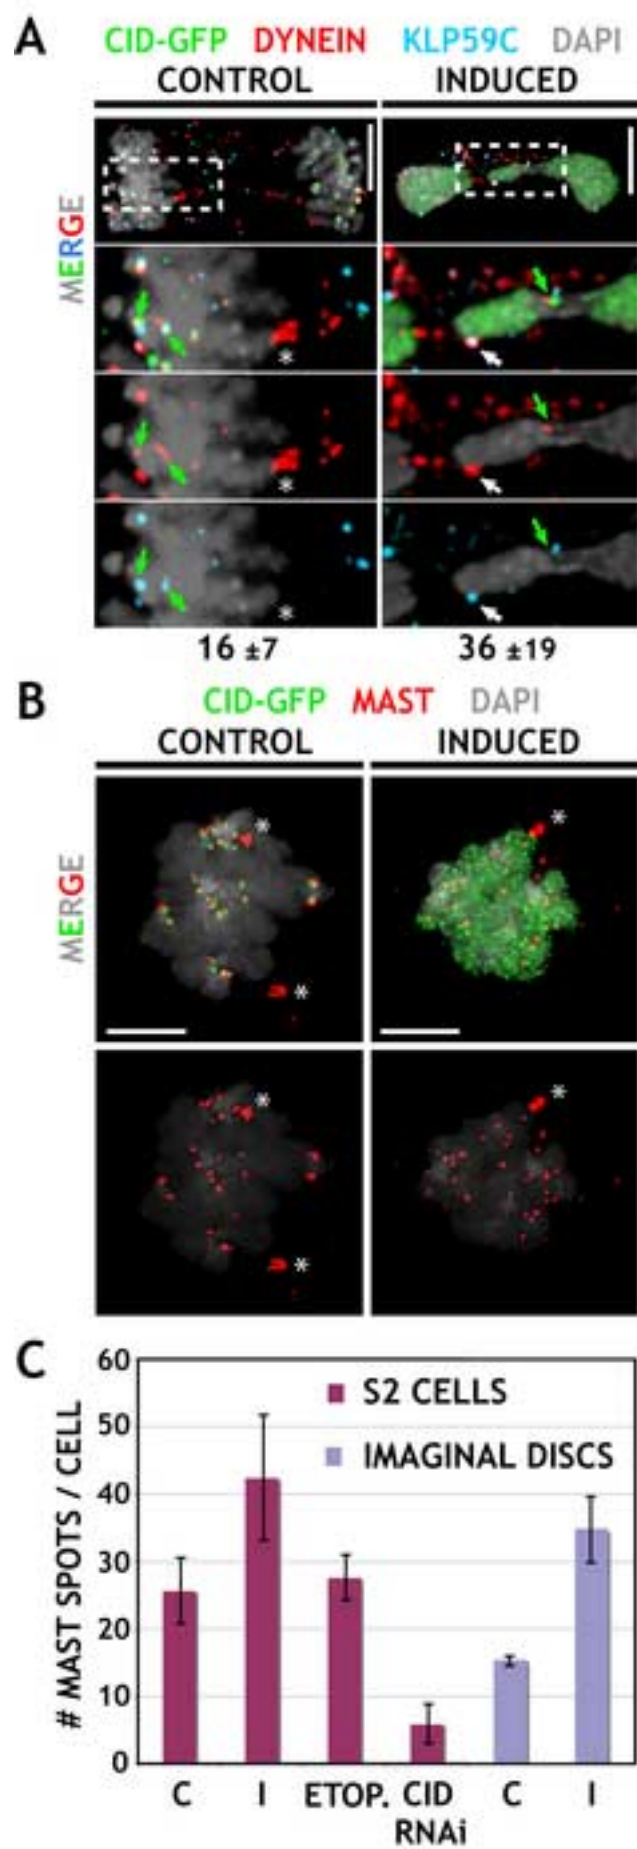 A CID-GFP DYNEIN KLP59C DAPI
CONTROL INDUCED
MERGE
*
*
*
16 ±7 36 ±19
B CID-GFP MAST DAPI
CONTROL INDUCED
MERGE
* *
*
* *
*
C
# MAST SPOTS / CELL
60
50
40
30
20
10
0
S2 CELLS
IMAGINAL DISCS
C I ETOP. CID C I
RNAi